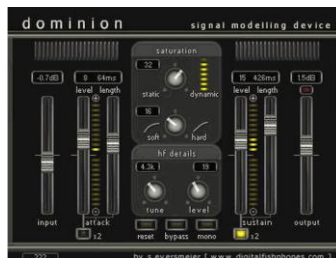 dominion signal modelling device
saturation
-0.7dB 0 64ms 32 15 426ms 1.5dB
level length static dynamic level length
16
soft hard
hf details
4.3k 19
tune level
input attack sustain output
x2 reset bypass mono x2
??? by s.eversmeier / www.digitalfishphones.com